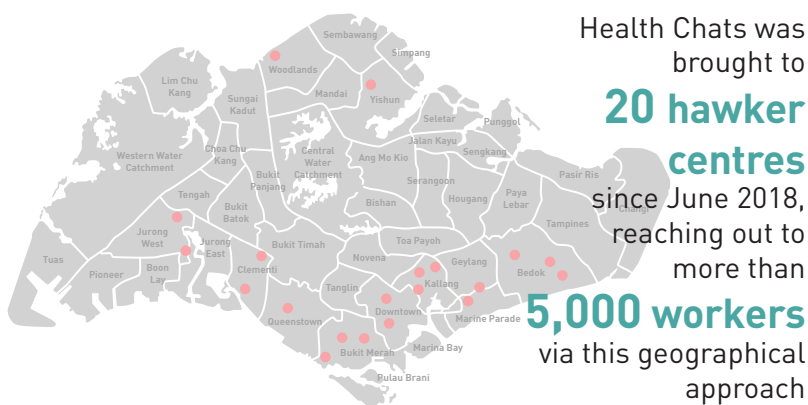 Health Chats was
brought to
20 hawker
centres
since June 2018,
reaching out to
more than
5,000 workers
via this geographical
approach
Sembawang
Simpang
Woodlands
Lim Chu
Kang
Mandai
Yishun
Sungai
Kadut
Seletar
Punggol
Jalan Kayu
Sengkang
Western Water
Catchment
Choa Chu
Kang
Central
Water
Catchment
Ang Mo Kio
Serangoon
Hougang
Paya
Lebar
Pasir Ris
Changi
Bukit
Panjang
Tengah
Bishan
Tampines
Bukit
Batok
Jurong
West
Jurong
East
Bukit Timah
Toa Payoh
Novena
Geylang
Bedok
Tuas
Pioneer
Boon
Lay
Clementi
Tanglin
Kallang
Queenstown
Downtown
Marine Parade
Bukit Merah
Marina Bay
Pulau Brani